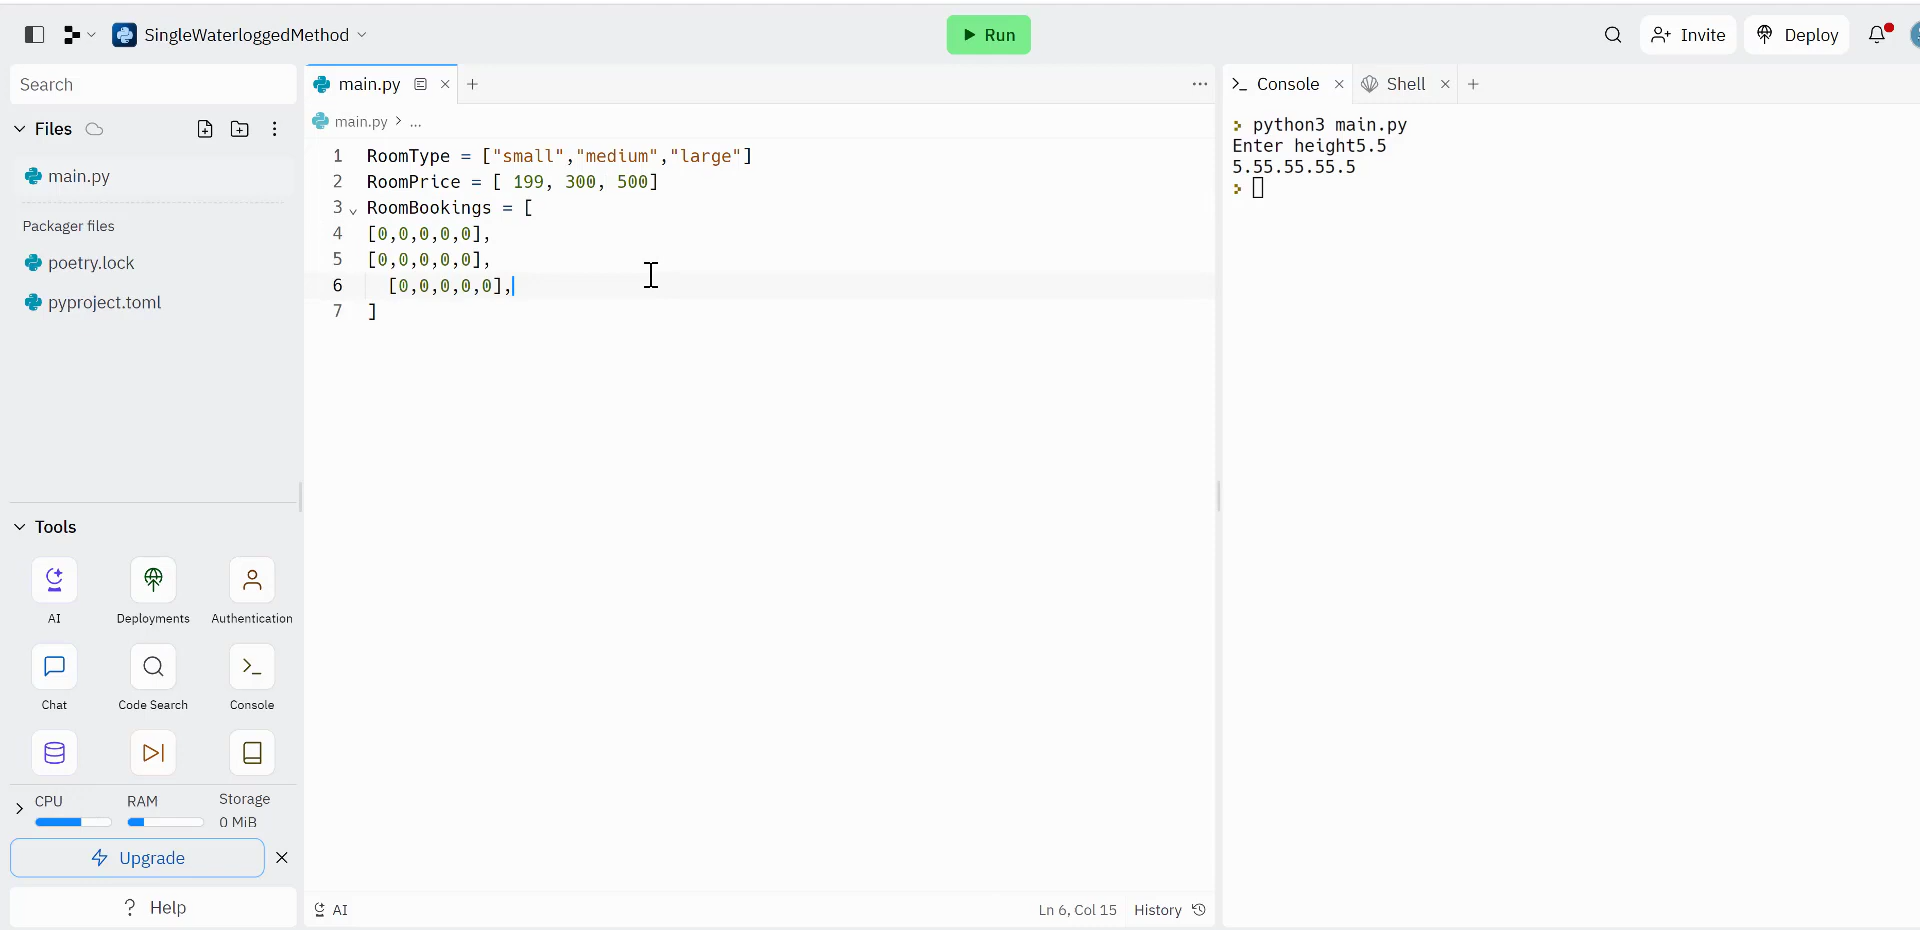 SingleWaterloggedMethod
Run
Invite
Deploy
Search
Files
main.py
Packager files
poetry.lock
pyproject.toml
Tools
AI
Deployments
Authentication
Chat
Code Search
Console
CPU
RAM
Storage
0 MiB
Upgrade
? Help
main.py
main.py > ...
1 RoomType = ["small","medium","large"]
2 RoomPrice = [ 199, 300, 500]
3 RoomBookings = [
4 [0,0,0,0,0],
5 [0,0,0,0,0],
6   [0,0,0,0,0],
7 ]
AI
Ln 6, Col 15
History
Console
Shell
python3 main.py
Enter height5.5
5.55.55.55.5